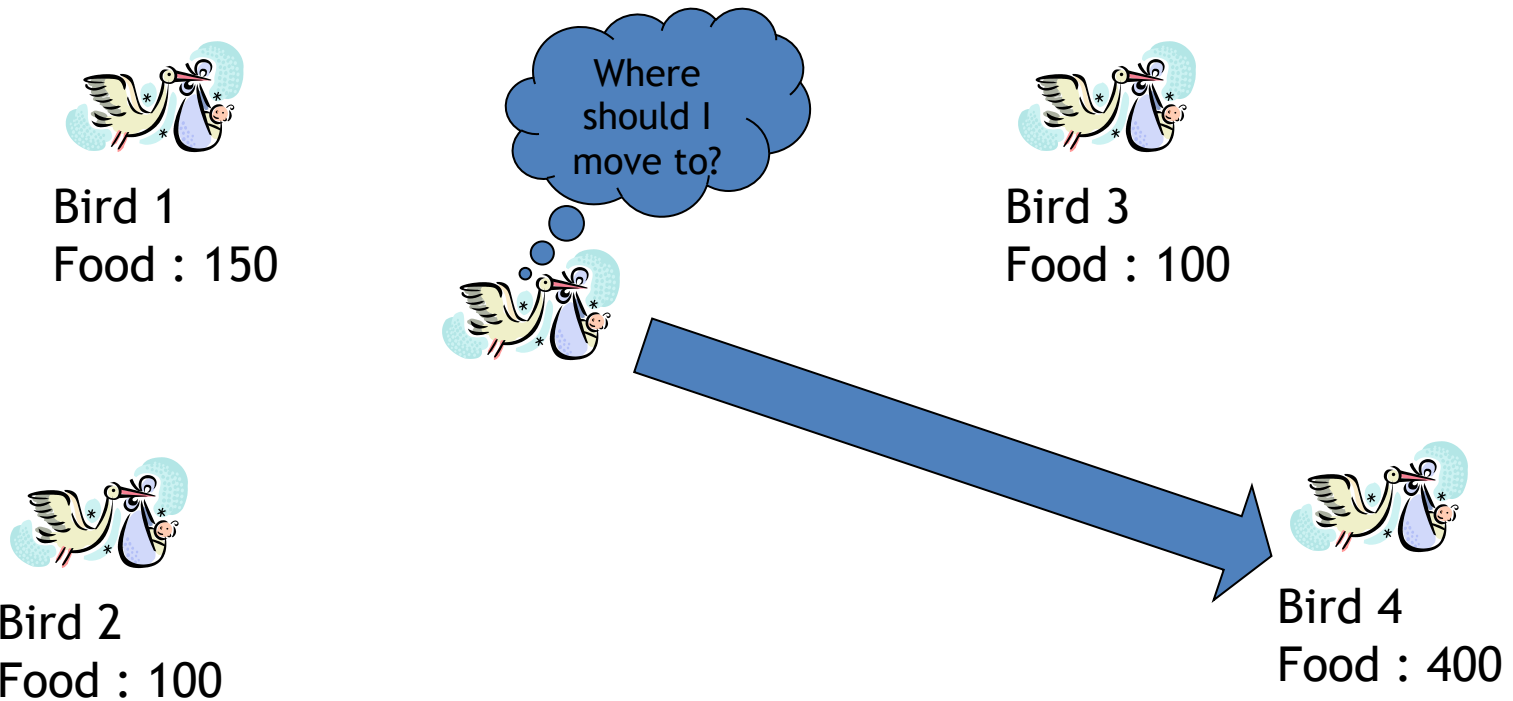 Where
should I
move to?
Bird 1
Food : 150
Bird 3
Food : 100
Bird 2
Food : 100
Bird 4
Food : 400